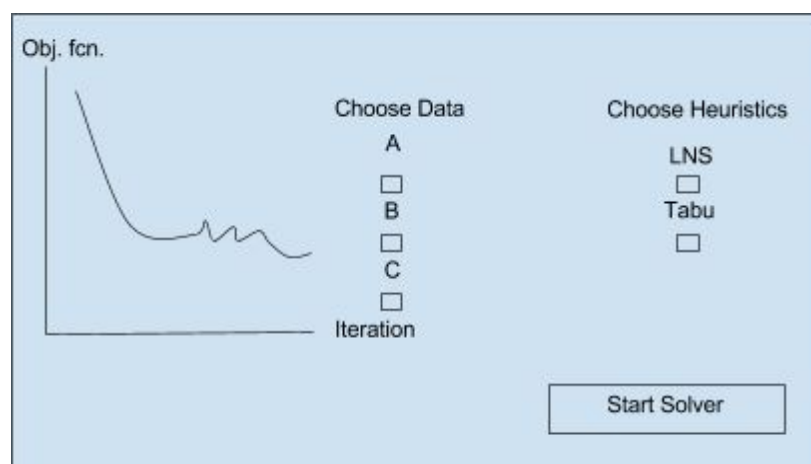 Obj. fcn.
Choose Data
A
B
C
Iteration
Choose Heuristics
LNS
Tabu
Start Solver